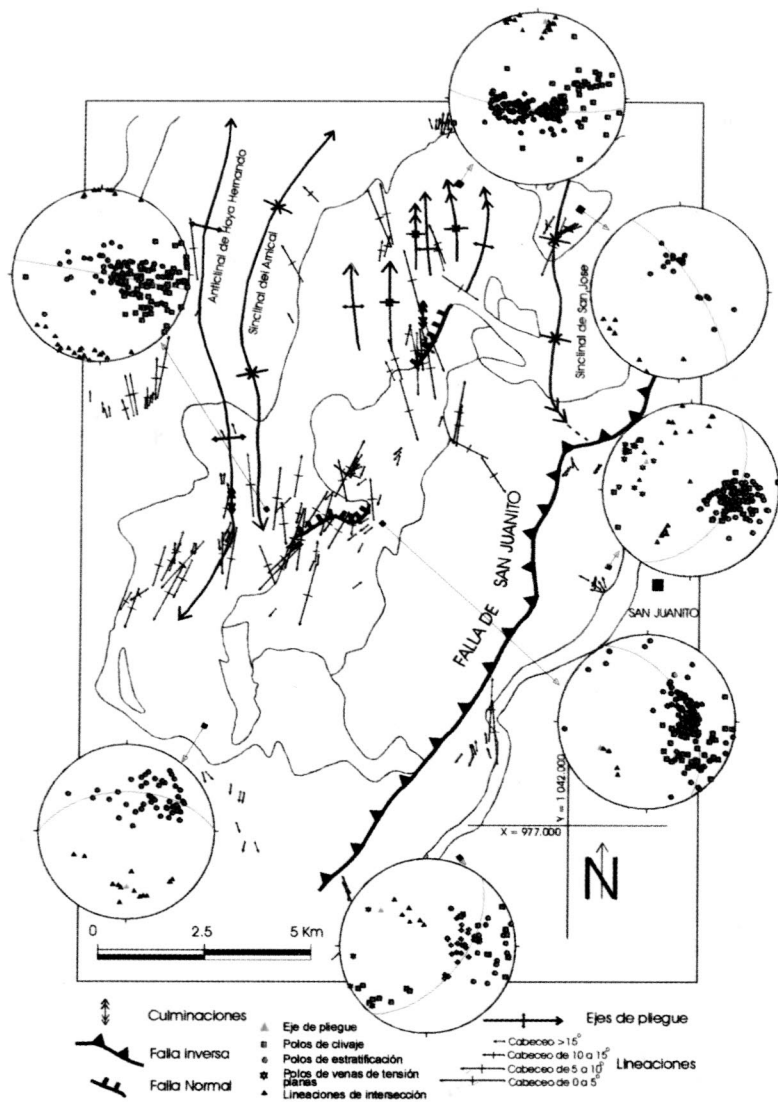 Anticlinal de Hoya Hernando
Sinclinal del Amical
Sinclinal de San Jose
FALLA DE SAN JUANITO
SAN JUANITO
Y = 1 042.000
X = 977.000
N
0 2.5 5 Km
Culminaciones
Falla inversa
Falla Normal
Eje de pliegue
Polos de clivaje
Polos de estratificación
Polos de venas de tensión
planas
Lineaciones de intersección
Ejes de pliegue
Cabeceo >15°
Cabeceo de 10 a 15°
Cabeceo de 5 a 10°
Cabeceo de 0 a 5°
Lineaciones